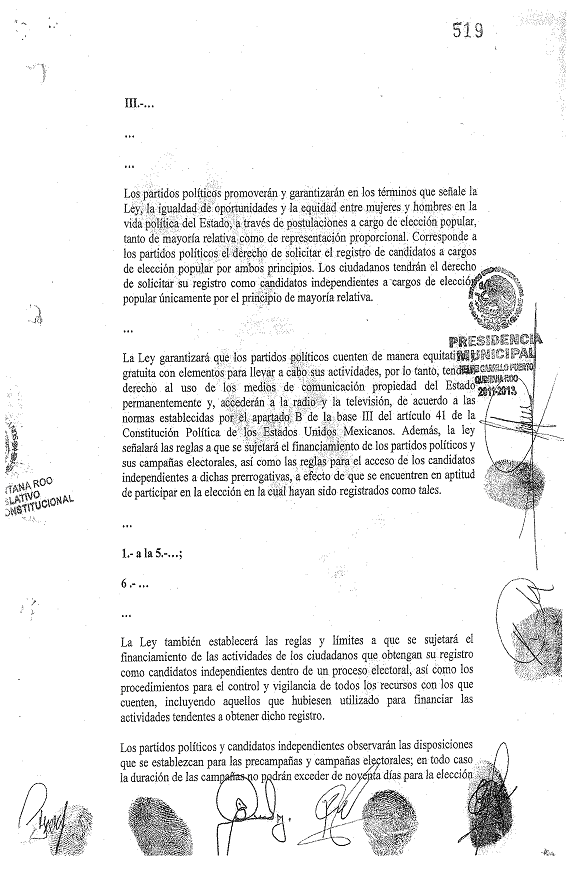 519
III.-...
...
...
Los partidos políticos promoverán y garantizarán en los términos que señale la
Ley, la igualdad de oportunidades y la equidad entre mujeres y hombres en la
vida política del Estado, a través de postulaciones a cargo de elección popular,
tanto de mayoría relativa como de representación proporcional. Corresponde a
los partidos políticos el derecho de solicitar el registro de candidatos a cargos
de elección popular por ambos principios. Los ciudadanos tendrán el derecho
de solicitar su registro como candidatos independientes a cargos de elección
popular únicamente por el principio de mayoría relativa.
...
PRESIDENCIA
MUNICIPAL
CARRILLO PUERTO
QUINTANA ROO
2011-2013
La Ley garantizará que los partidos políticos cuenten de manera
gratuita con elementos para llevar a cabo sus actividades, por lo tanto,
derecho al uso de los medios de comunicación propiedad del Estado
permanentemente y, accederán a la radio y la televisión, de acuerdo a las
normas establecidas por el apartado B de la base III del artículo 41 de la
Constitución Política de los Estados Unidos Mexicanos. Además, la ley
señalará las reglas a que se sujetará el financiamiento de los partidos políticos y
sus campañas electorales, así como las reglas para el acceso de los candidatos
independientes a dichas prerrogativas, a efecto de que se encuentren en aptitud
de participar en la elección en la cual hayan sido registrados como tales.
TANA ROO
SLATIVO
ONSTITUCIONAL
...
1.- a la 5.-...;
6 .- ...
...
La Ley también establecerá las reglas y límites a que se sujetará el
financiamiento de las actividades de los ciudadanos que obtengan su registro
como candidatos independientes dentro de un proceso electoral, así como los
procedimientos para el control y vigilancia de todos los recursos con los que
cuenten, incluyendo aquellos que hubiesen utilizado para financiar las
actividades tendentes a obtener dicho registro.
Los partidos políticos y candidatos independientes observarán las disposiciones
que se establezcan para las precampañas y campañas electorales; en todo caso
la duración de las campañas no podrán exceder de noventa días para la elección